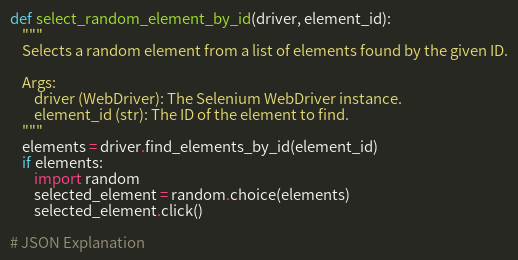 def select_random_element_by_id(driver, element_id):
    """
    Selects a random element from a list of elements found by the given ID.

    Args:
        driver (WebDriver): The Selenium WebDriver instance.
        element_id (str): The ID of the element to find.
    """
    elements = driver.find_elements_by_id(element_id)
    if elements:
        import random
        selected_element = random.choice(elements)
        selected_element.click()

# JSON Explanation